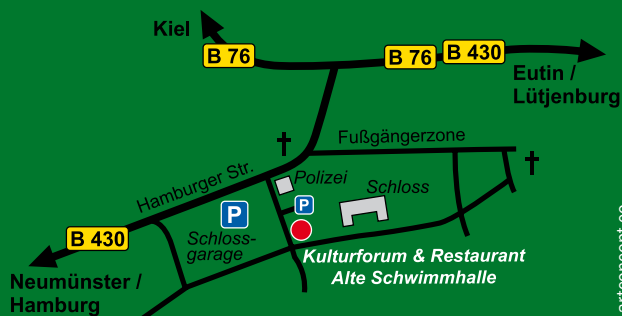 Kiel
B 76
B 76
B 430
Eutin /
Lütjenburg
Fußgängerzone
Hamburger Str.
Polizei
Schloss
P
P
B 430
Schloss-
garage
Kulturforum & Restaurant
Alte Schwimmhalle
Neumünster /
Hamburg